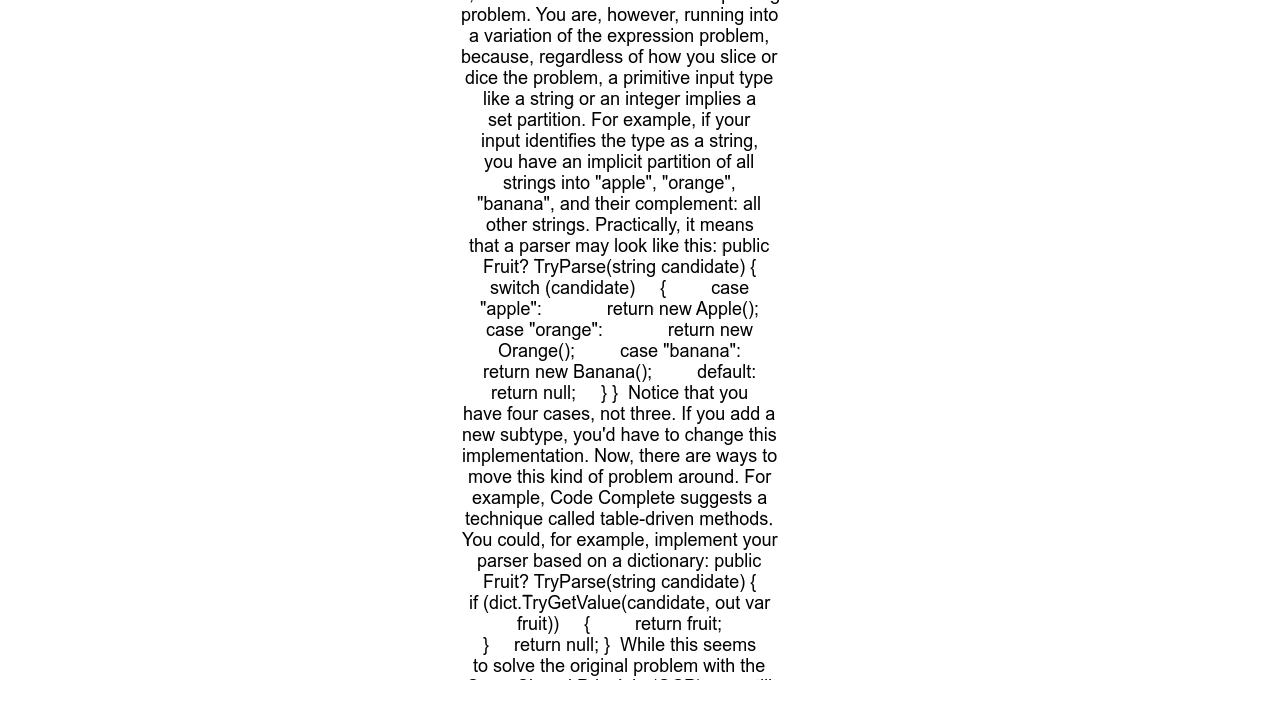 problem. You are, however, running into
a variation of the expression problem,
because, regardless of how you slice or
dice the problem, a primitive input type
like a string or an integer implies a
set partition. For example, if your
input identifies the type as a string,
you have an implicit partition of all
strings into "apple", "orange",
"banana", and their complement: all
other strings. Practically, it means
that a parser may look like this: public
Fruit? TryParse(string candidate) {
switch (candidate)     {         case
"apple":             return new Apple();
case "orange":             return new
Orange();         case "banana":
return new Banana();         default:
return null;     } }  Notice that you
have four cases, not three. If you add a
new subtype, you'd have to change this
implementation. Now, there are ways to
move this kind of problem around. For
example, Code Complete suggests a
technique called table-driven methods.
You could, for example, implement your
parser based on a dictionary: public
Fruit? TryParse(string candidate) {
if (dict.TryGetValue(candidate, out var
fruit))     {         return fruit;
}     return null; }  While this seems
to solve the original problem with the